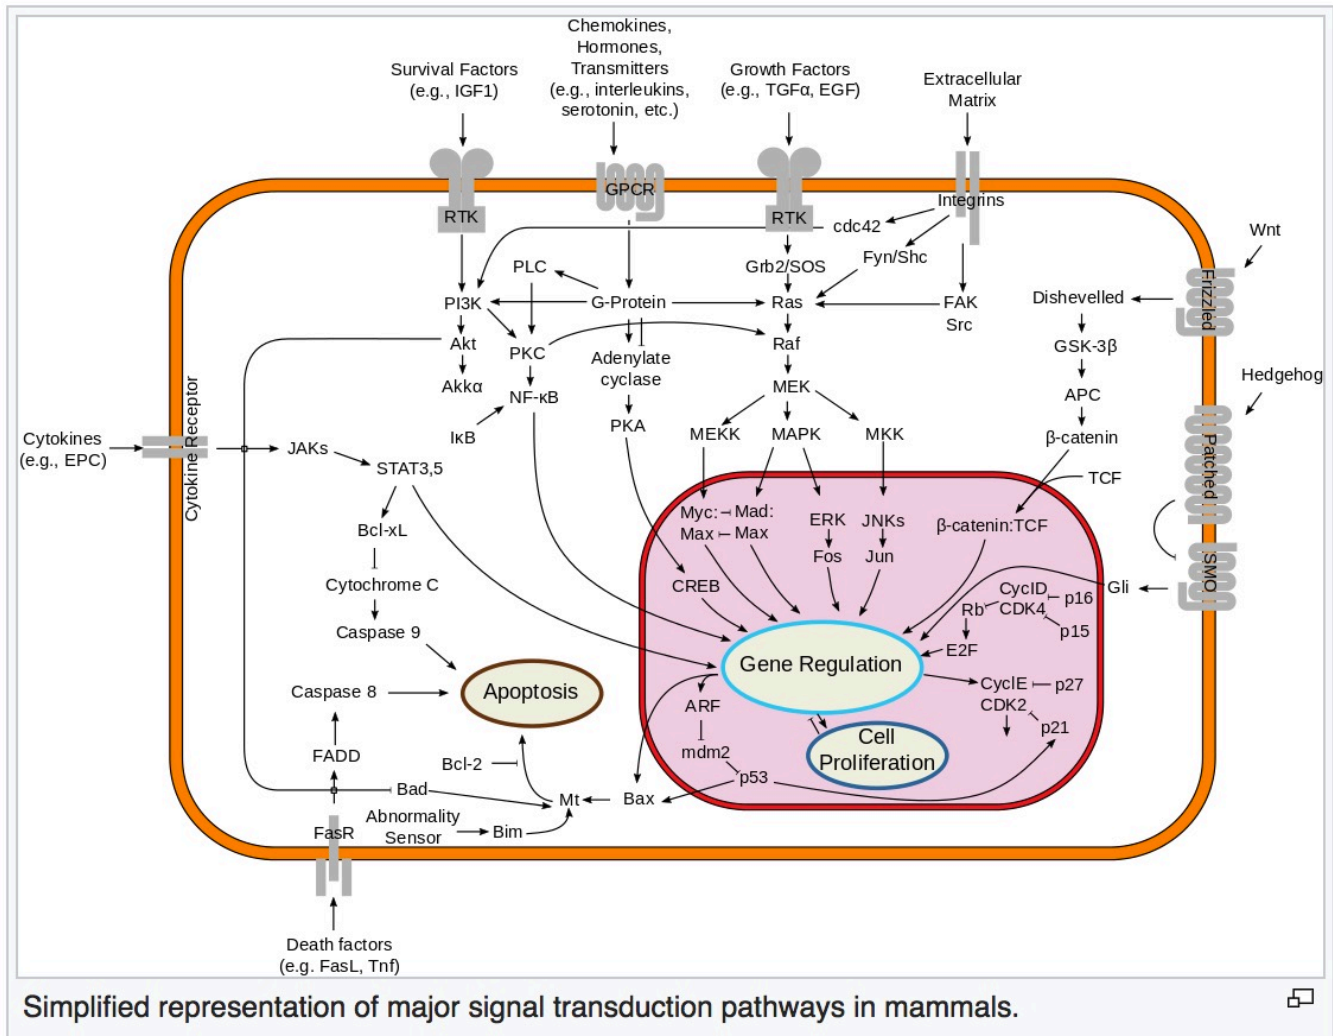 Chemokines,
Hormones,
Transmitters
(e.g., interleukins,
serotonin, etc.)
Survival Factors
(e.g., IGF1)
Growth Factors
(e.g., TGFα, EGF)
Extracellular
Matrix
GPCR
RTK
RTK
Integrins
cdc42
Wnt
PLC
Grb2/SOS
Fyn/Shc
Frizzled
PI3K
G-Protein
Ras
FAK
Src
Dishevelled
Akt
PKC
Adenylate
cyclase
Raf
GSK-3β
Akkα
NF-κB
MEK
APC
Hedgehog
IκB
PKA
MEKK
MAPK
MKK
β-catenin
Cytokines
(e.g., EPC)
Cytokine Receptor
JAKs
STAT3,5
TCF
Patched
Myc: Mad:
Max Max
ERK
JNKs
β-catenin:TCF
Bcl-xL
Fos
Jun
Cytochrome C
CREB
SMO
Gli
CycID
CDK4
p16
Rb
p15
Caspase 9
E2F
Gene Regulation
Caspase 8
Apoptosis
ARF
CyclE
CDK2
p27
p21
FADD
Bcl-2
mdm2
Cell
Proliferation
p53
Bad
Mt
Bax
Abnormality
Sensor
Bim
FasR
Death factors
(e.g. FasL, Tnf)
Simplified representation of major signal transduction pathways in mammals.